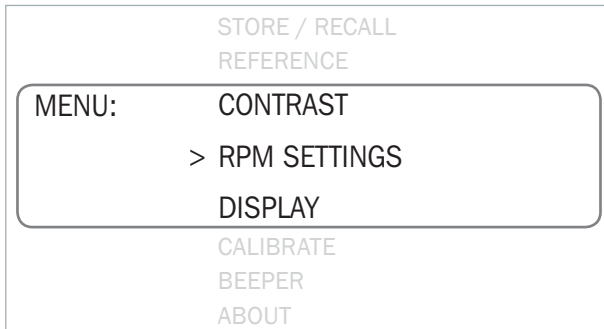 STORE / RECALL
REFERENCE
MENU: CONTRAST
> RPM SETTINGS
DISPLAY
CALIBRATE
BEEPER
ABOUT